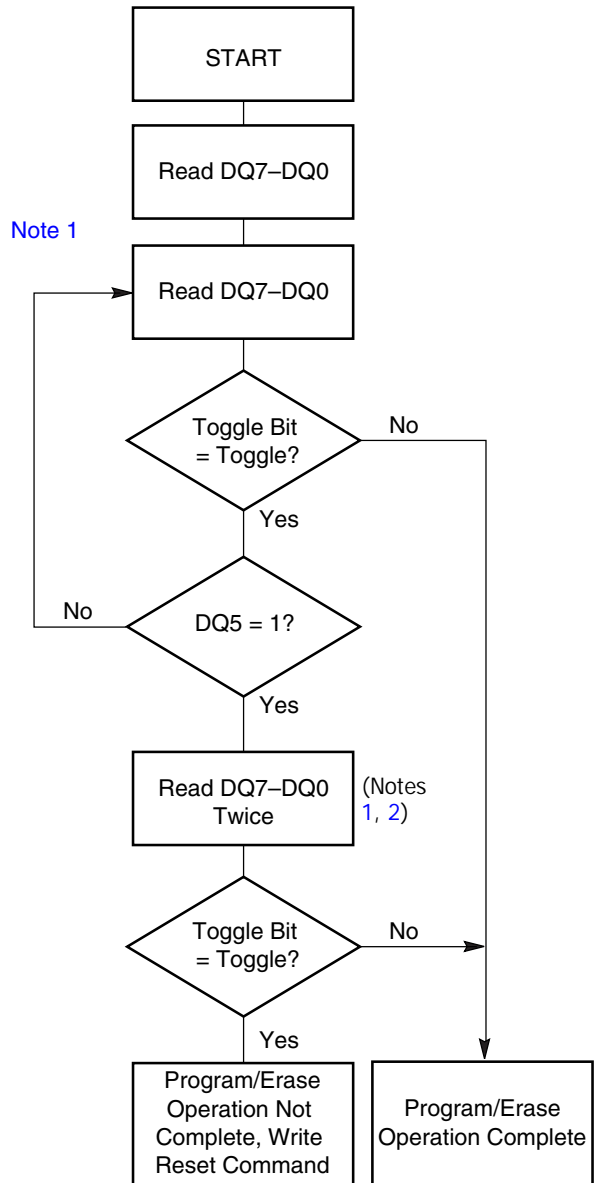 START
Read DQ7–DQ0
Note 1
Read DQ7–DQ0
Toggle Bit
= Toggle?
No
Yes
No
DQ5 = 1?
Yes
Read DQ7–DQ0
Twice
(Notes
1, 2)
Toggle Bit
= Toggle?
No
Yes
Program/Erase
Operation Not
Complete, Write
Reset Command
Program/Erase
Operation Complete